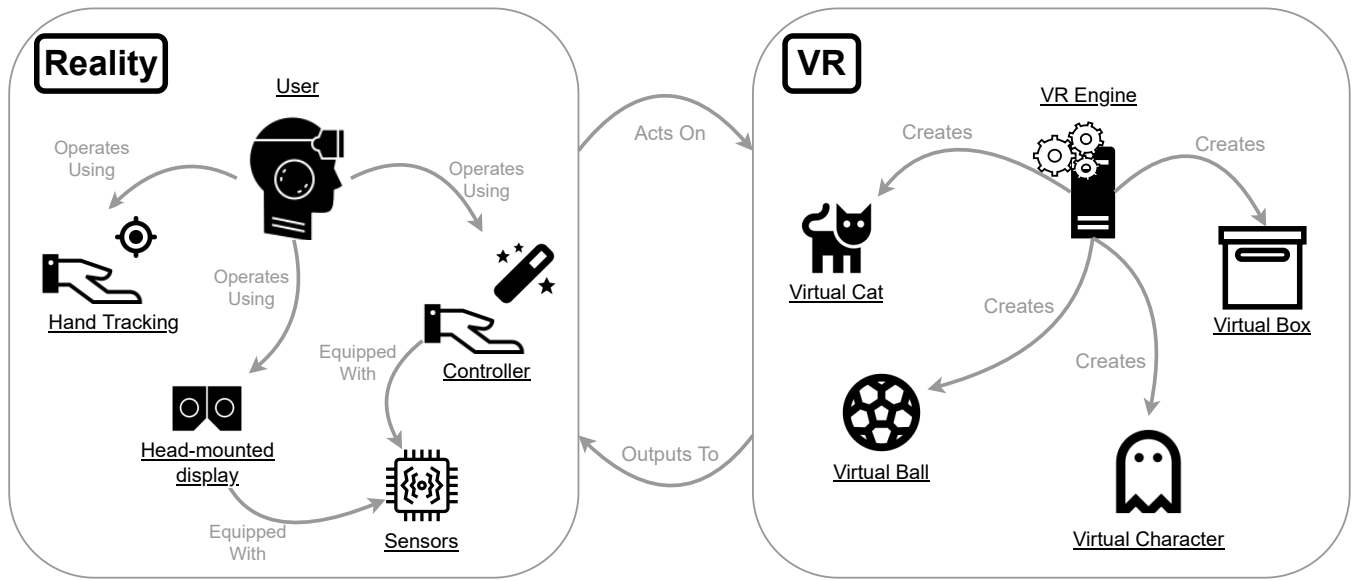 Reality
User
Operates
Using
Operates
Using
Operates
Using
Hand Tracking
Equipped
With
Controller
Head-mounted
display
Equipped
With
Sensors
Acts On
Outputs To
VR
VR Engine
Creates
Creates
Virtual Cat
Creates
Virtual Box
Creates
Virtual Ball
Virtual Character